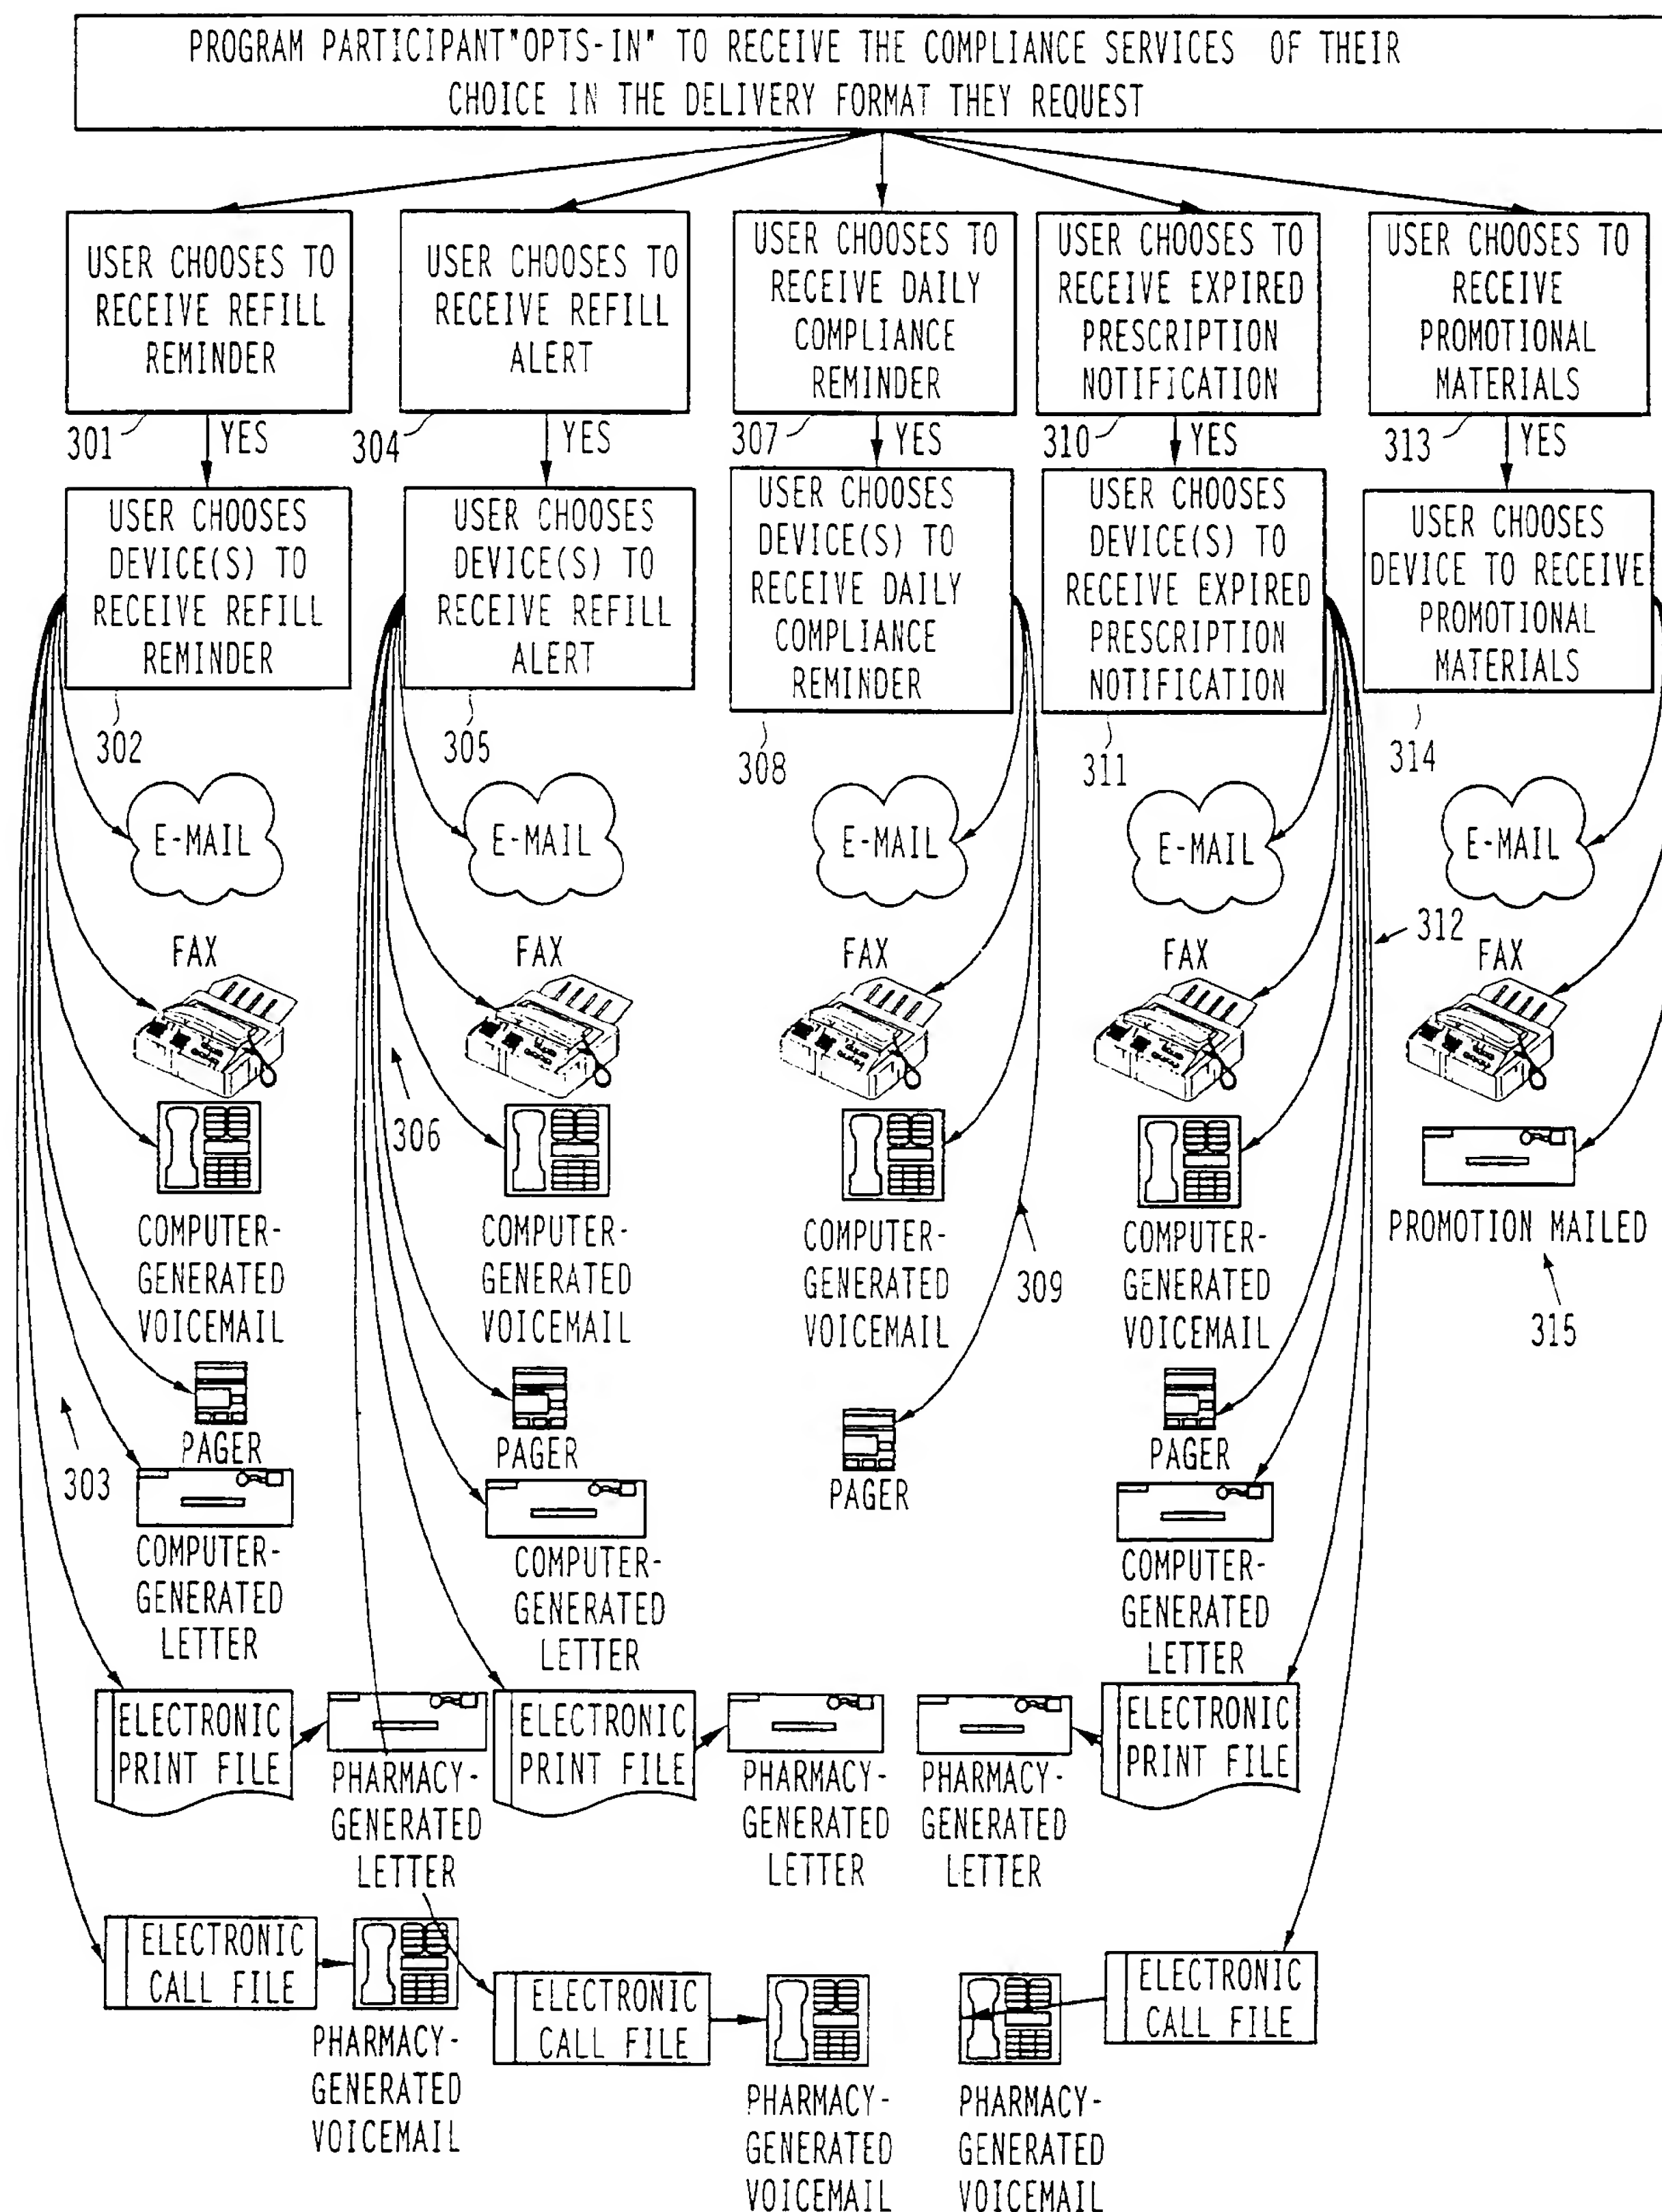 PROGRAM PARTICIPANT"OPTS-IN" TO RECEIVE THE COMPLIANCE SERVICES OF THEIR
CHOICE IN THE DELIVERY FORMAT THEY REQUEST
USER CHOOSES TO
RECEIVE REFILL
REMINDER
301
YES
USER CHOOSES
DEVICE(S) TO
RECEIVE REFILL
REMINDER
302
E-MAIL
FAX
COMPUTER-
GENERATED
VOICEMAIL
PAGER
303
COMPUTER-
GENERATED
LETTER
ELECTRONIC
PRINT FILE
PHARMACY-
GENERATED
LETTER
ELECTRONIC
CALL FILE
PHARMACY-
GENERATED
VOICEMAIL
USER CHOOSES TO
RECEIVE REFILL
ALERT
304
YES
USER CHOOSES
DEVICE(S) TO
RECEIVE REFILL
ALERT
305
E-MAIL
FAX
306
COMPUTER-
GENERATED
VOICEMAIL
PAGER
COMPUTER-
GENERATED
LETTER
ELECTRONIC
PRINT FILE
PHARMACY-
GENERATED
LETTER
ELECTRONIC
CALL FILE
PHARMACY-
GENERATED
VOICEMAIL
USER CHOOSES TO
RECEIVE DAILY
COMPLIANCE
REMINDER
307
YES
USER CHOOSES
DEVICE(S) TO
RECEIVE DAILY
COMPLIANCE
REMINDER
308
E-MAIL
FAX
COMPUTER-
GENERATED
VOICEMAIL
309
PAGER
USER CHOOSES TO
RECEIVE EXPIRED
PRESCRIPTION
NOTIFICATION
310
YES
USER CHOOSES
DEVICE(S) TO
RECEIVE EXPIRED
PRESCRIPTION
NOTIFICATION
311
E-MAIL
312
FAX
COMPUTER-
GENERATED
VOICEMAIL
PAGER
COMPUTER-
GENERATED
LETTER
ELECTRONIC
PRINT FILE
PHARMACY-
GENERATED
LETTER
ELECTRONIC
CALL FILE
PHARMACY-
GENERATED
VOICEMAIL
USER CHOOSES TO
RECEIVE
PROMOTIONAL
MATERIALS
313
YES
USER CHOOSES
DEVICE TO RECEIVE
PROMOTIONAL
MATERIALS
314
E-MAIL
FAX
PROMOTION MAILED
315